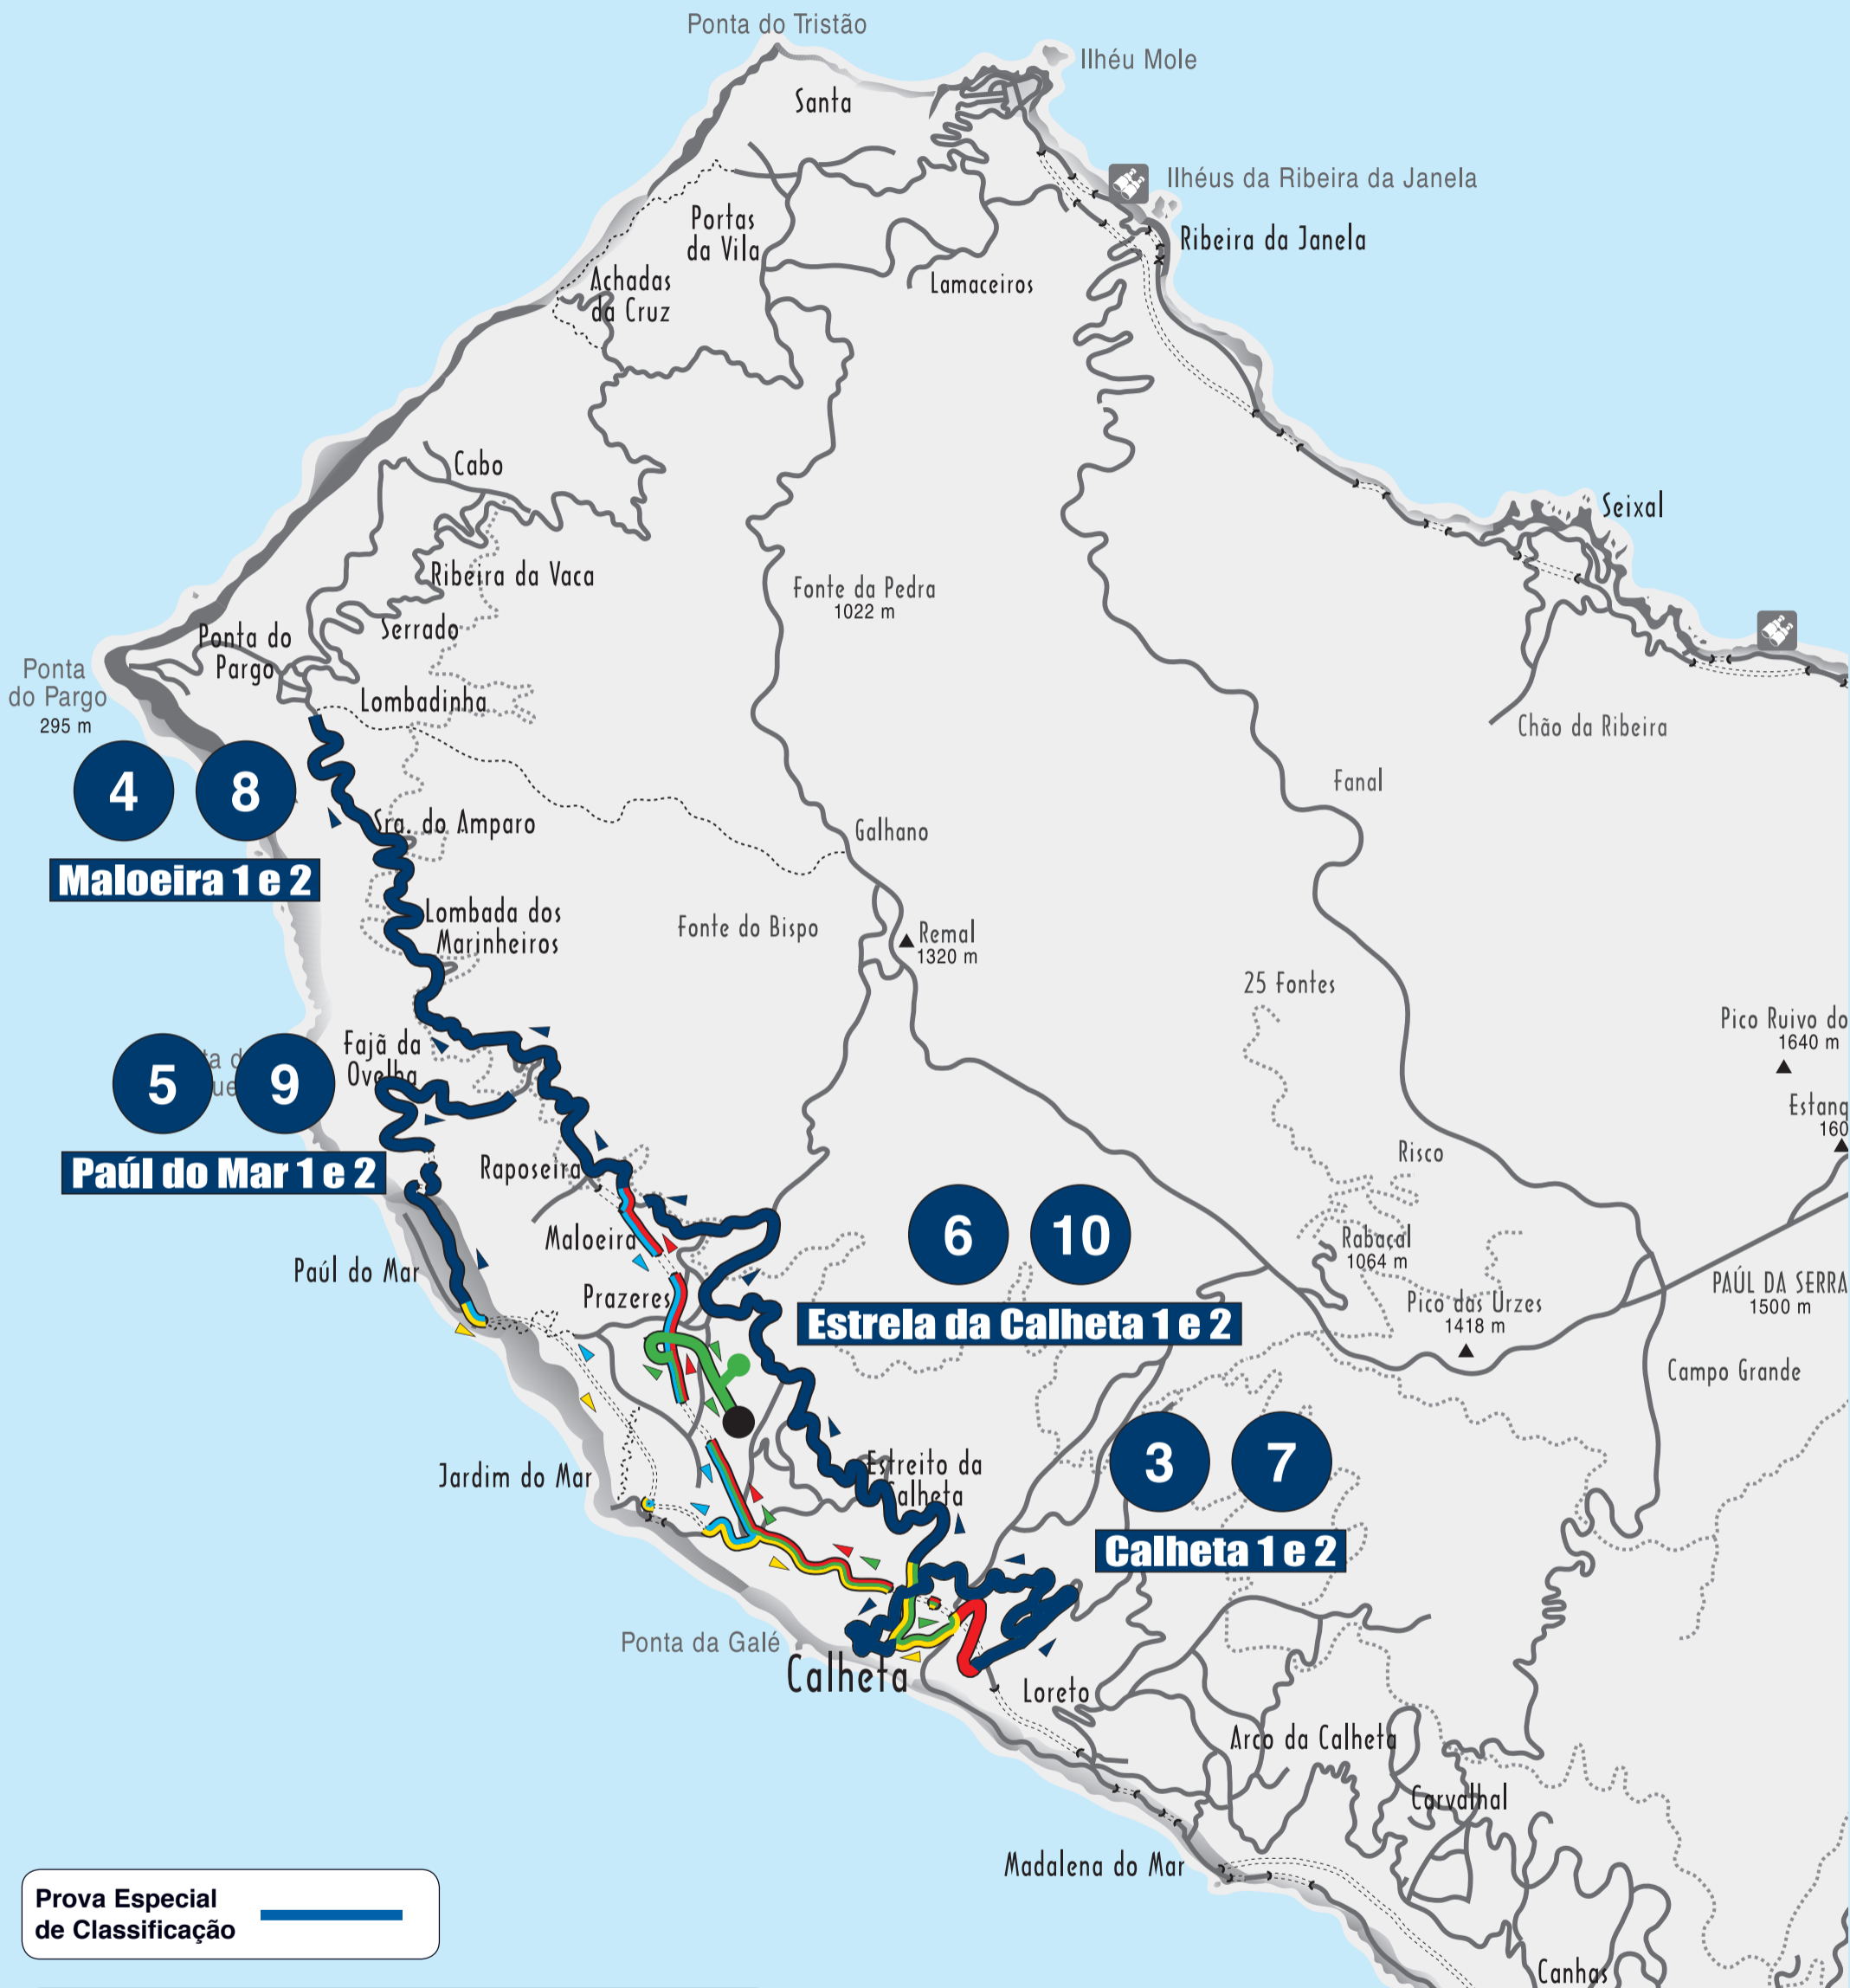 Ponta do Tristão
Ilhéu Mole
Santa
Ilhéus da Ribeira da Janela
Portas
da Vila
Ribeira da Janela
Achadas
da Cruz
Lamaceiros
Cabo
Seixal
Ribeira da Vaca
Fonte da Pedra
1022 m
Serrado
Ponta do
Pargo
Ponta
do Pargo
295 m
Lombadinha
Chão da Ribeira
4
8
Maloeira 1 e 2
Fanal
Sra. do Amparo
Galhano
Lombada dos
Marinheiros
Fonte do Bispo
Remal
1320 m
25 Fontes
Pico Ruivo do
1640 m
Fajã da
Ovelha
5
9
Paúl do Mar 1 e 2
Estanq
160
Risco
Raposeira
6
10
Estrela da Calheta 1 e 2
Maloeira
Rabaçal
1064 m
Paúl do Mar
Prazeres
Pico das Urzes
1418 m
PAÚL DA SERRA
1500 m
Campo Grande
3
7
Calheta 1 e 2
Jardim do Mar
Estreito da
Calheta
Ponta da Galé
Calheta
Loreto
Arco da Calheta
Carvalhal
Madalena do Mar
Canhas
Prova Especial
de Classificação